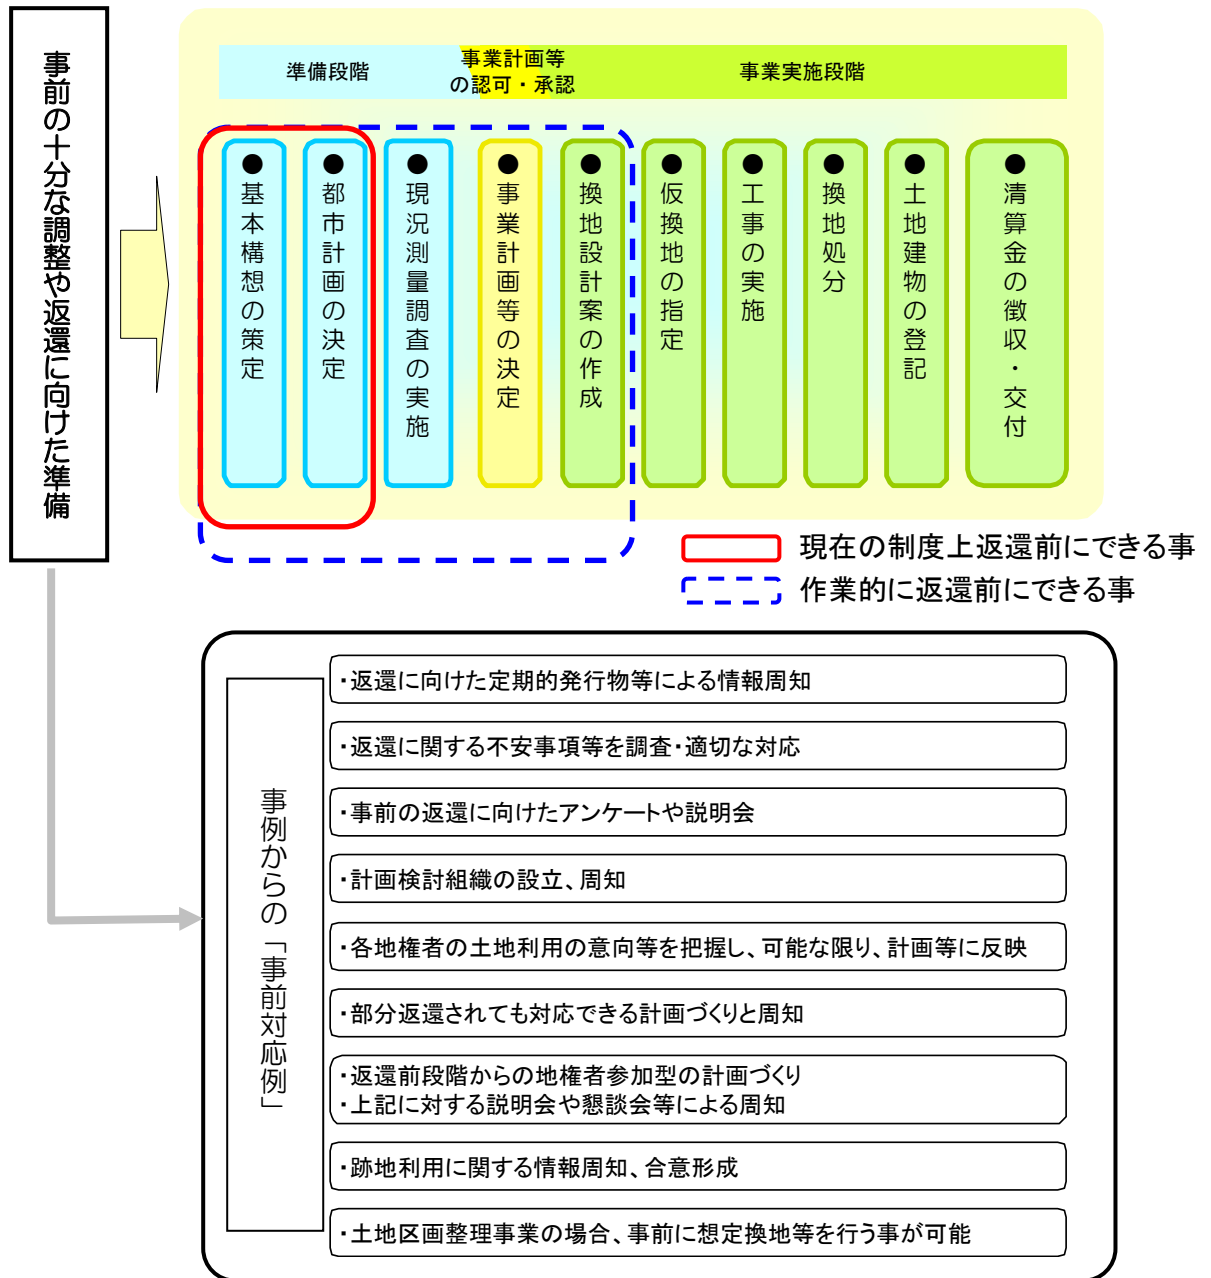 事前の十分な調整や返還に向けた準備
準備段階
事業計画等
の認可・承認
事業実施段階
●基本構想の策定
●都市計画の決定
●現況測量調査の実施
●事業計画等の決定
●換地設計案の作成
●仮換地の指定
●工事の実施
●換地処分
●土地建物の登記
●清算金の徴収・交付
現在の制度上返還前にできる事
作業的に返還前にできる事
事例からの「事前対応例」
・返還に向けた定期的発行物等による情報周知
・返還に関する不安事項等を調査・適切な対応
・事前の返還に向けたアンケートや説明会
・計画検討組織の設立、周知
・各地権者の土地利用の意向等を把握し、可能な限り、計画等に反映
・部分返還されても対応できる計画づくりと周知
・返還前段階からの地権者参加型の計画づくり
・上記に対する説明会や懇談会等による周知
・跡地利用に関する情報周知、合意形成
・土地区画整理事業の場合、事前に想定換地等を行う事が可能